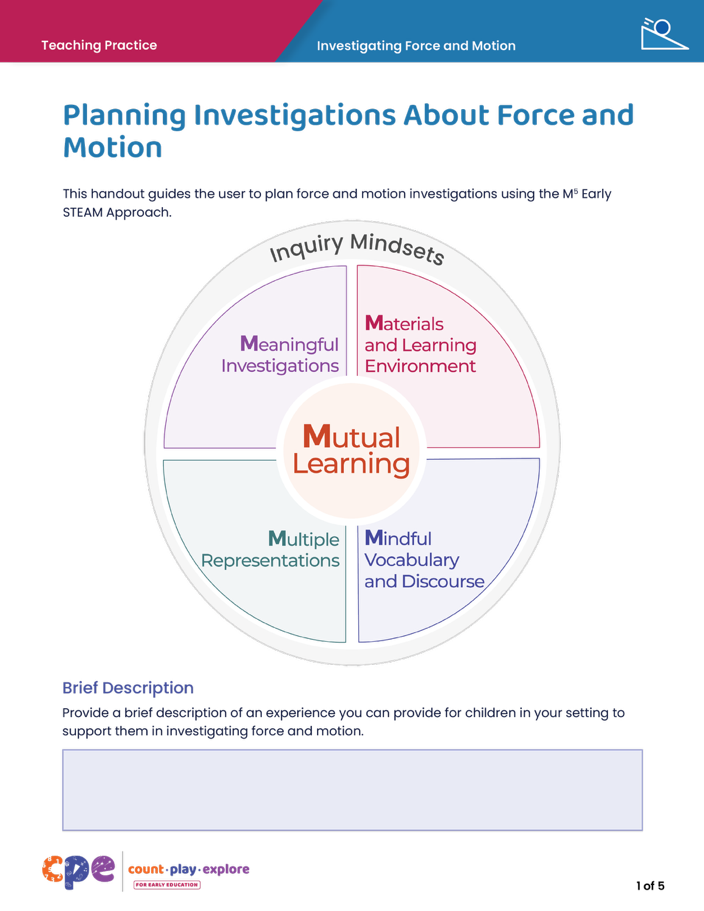 Teaching Practice
Investigating Force and Motion
Planning Investigations About Force and
Motion
This handout guides the user to plan force and motion investigations using the M⁵ Early
STEAM Approach.
Inquiry Mindsets
Meaningful
Investigations
Materials
and Learning
Environment
Mutual
Learning
Multiple
Representations
Mindful
Vocabulary
and Discourse
Brief Description
Provide a brief description of an experience you can provide for children in your setting to
support them in investigating force and motion.
cpe
count·play·explore
FOR EARLY EDUCATION
1 of 5